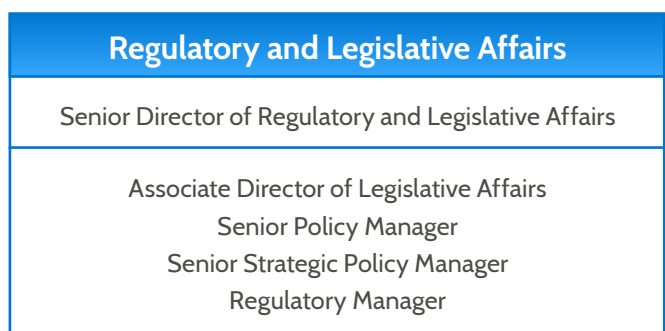 Regulatory and Legislative Affairs
Senior Director of Regulatory and Legislative Affairs
Associate Director of Legislative Affairs
Senior Policy Manager
Senior Strategic Policy Manager
Regulatory Manager